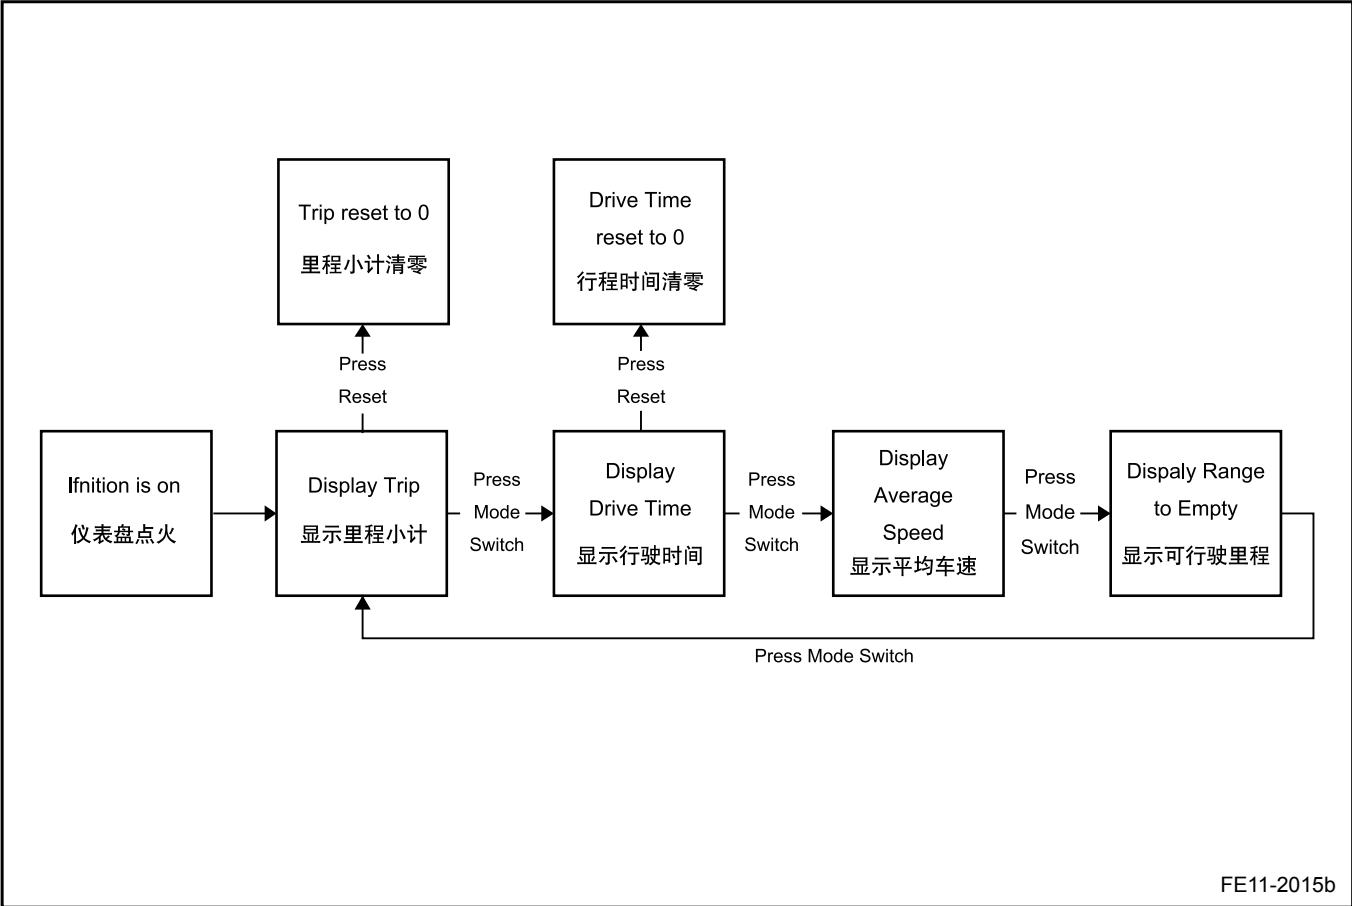 Trip reset to 0
里程小计清零
Drive Time
reset to 0
行程时间清零
Press
Reset
Press
Reset
Ifnition is on
仪表盘点火
Display Trip
显示里程小计
Press
Mode
Switch
Display
Drive Time
显示行驶时间
Press
Mode
Switch
Display
Average
Speed
显示平均车速
Press
Mode
Switch
Dispaly Range
to Empty
显示可行驶里程
Press Mode Switch
FE11-2015b